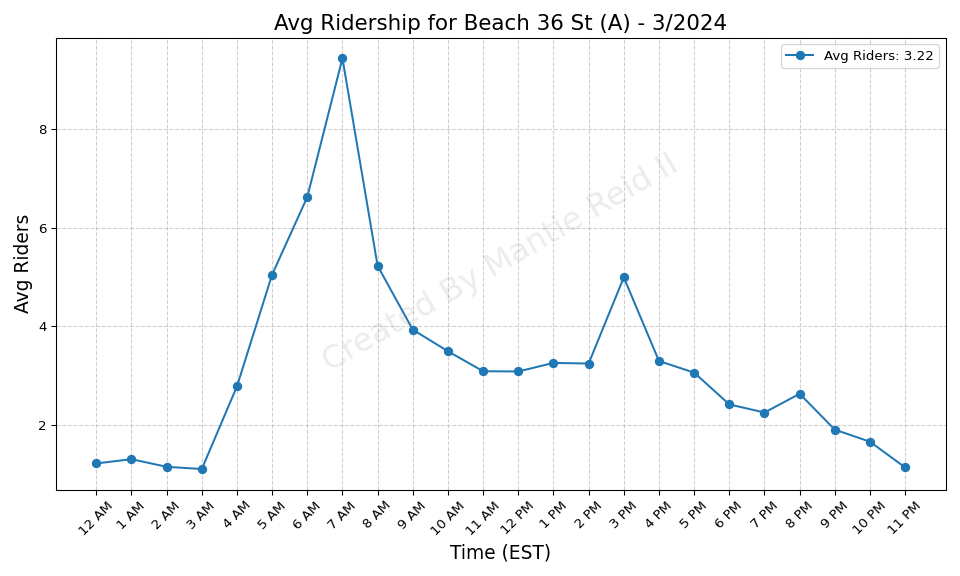 Avg Ridership for Beach 36 St (A) - 3/2024
Avg Riders: 3.22
Avg Riders
8
6
4
2
Created By Mantie Reid II
12 AM
1 AM
2 AM
3 AM
4 AM
5 AM
6 AM
7 AM
8 AM
9 AM
10 AM
11 AM
12 PM
1 PM
2 PM
3 PM
4 PM
5 PM
6 PM
7 PM
8 PM
9 PM
10 PM
11 PM
Time (EST)